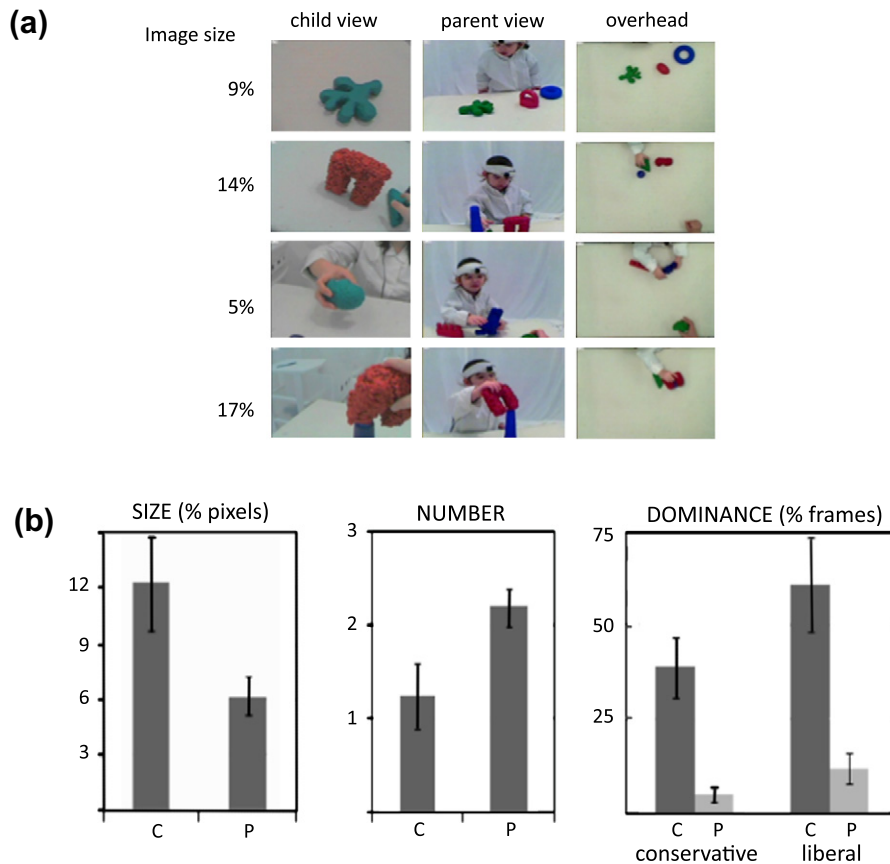 (a)
Image size
child view
parent view
overhead
9%
14%
5%
17%
(b)
SIZE (% pixels)
12
9
6
3
C P
NUMBER
3
2
1
C P
DOMINANCE (% frames)
75
50
25
C P C P
conservative liberal